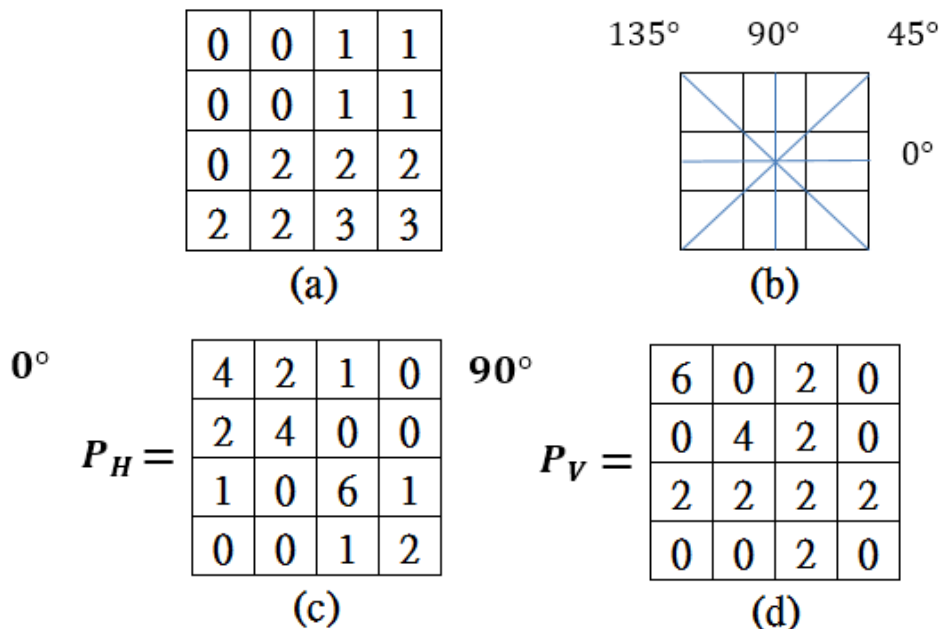 0 0 1 1
0 0 1 1
0 2 2 2
2 2 3 3
(a)
135° 90° 45°
0°
(b)
0°
P_H =
4 2 1 0
2 4 0 0
1 0 6 1
0 0 1 2
(c)
90°
P_V =
6 0 2 0
0 4 2 0
2 2 2 2
0 0 2 0
(d)